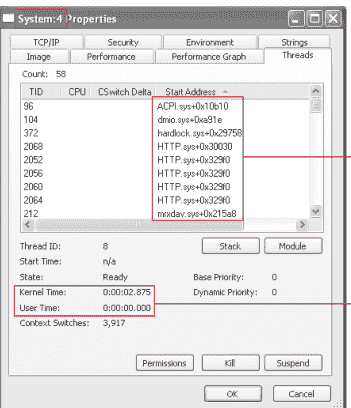 System:4 Properties
TCP/IP Security Environment Strings
Image Performance Performance Graph Threads
Count: 58
TID CPU CSwitch Delta Start Address
96 ACPI.sys+0x10b10
104 dmio.sys+0xa91e
372 hardlock.sys+0x29758
2068 HTTP.sys+0x30030
2052 HTTP.sys+0x329f0
2056 HTTP.sys+0x329f0
2060 HTTP.sys+0x329f0
2064 HTTP.sys+0x329f0
212 mrxdav.sys+0x215a8
Thread ID: 8 Stack Module
Start Time: n/a
State: Ready Base Priority: 0
Kernel Time: 0:00:02.875 Dynamic Priority: 0
User Time: 0:00:00.000
Context Switches: 3,917
Permissions Kill Suspend
OK Cancel